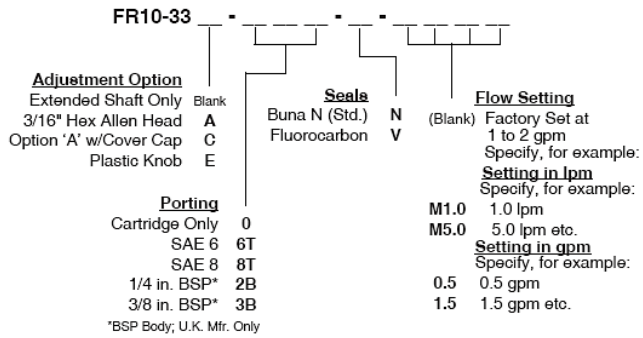 FR10-33 __ - __ __ __ - __ - __ __ __ __
Adjustment Option
Extended Shaft Only Blank
3/16" Hex Allen Head A
Option ‘A’ w/Cover Cap C
Plastic Knob E
Porting
Cartridge Only 0
SAE 6 6T
SAE 8 8T
1/4 in. BSP* 2B
3/8 in. BSP* 3B
*BSP Body; U.K. Mfr. Only
Seals
Buna N (Std.) N
Fluorocarbon V
Flow Setting
(Blank) Factory Set at
1 to 2 gpm
Specify, for example:
Setting in lpm
Specify, for example:
M1.0 1.0 lpm
M5.0 5.0 lpm etc.
Setting in gpm
Specify, for example:
0.5 0.5 gpm
1.5 1.5 gpm etc.